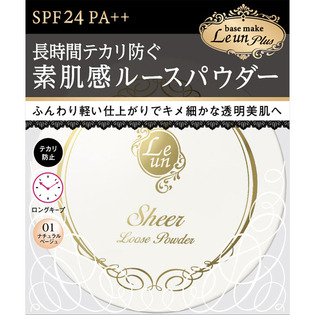 SPF24 PA++
base make
Le un Plus
長時間テカリ防ぐ
素肌感ルースパウダー
ふんわり軽い仕上がりでキメ細かな透明美肌へ
テカリ
防止
ロングキープ
01
ナチュラル
ベージュ
Le
un
Sheer
Loose Powder